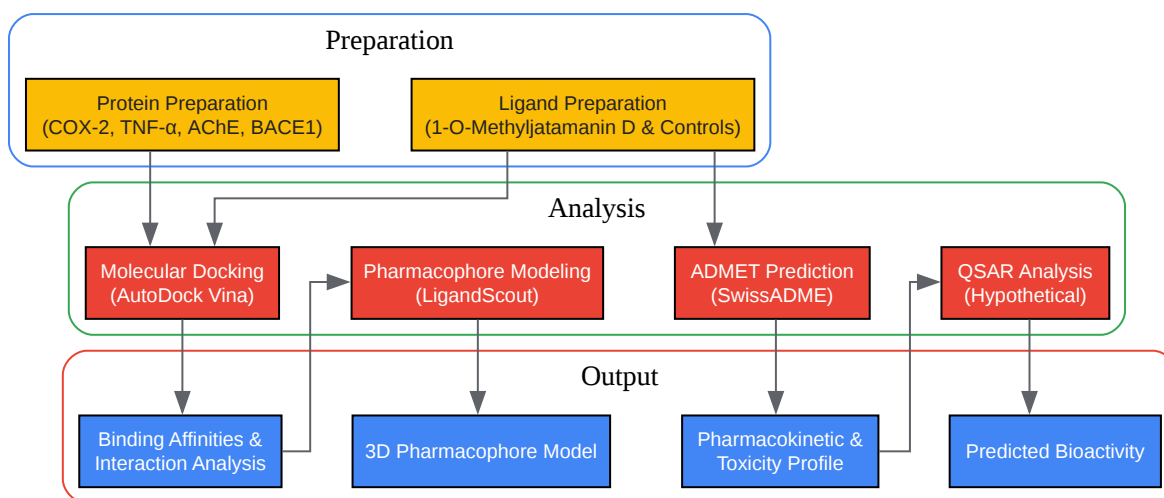 Preparation
Protein Preparation
(COX-2, TNF-α, AChE, BACE1)
Ligand Preparation
(1-O-Methyljatamanin D & Controls)
Analysis
Molecular Docking
(AutoDock Vina)
Pharmacophore Modeling
(LigandScout)
ADMET Prediction
(SwissADME)
QSAR Analysis
(Hypothetical)
Output
Binding Affinities &
Interaction Analysis
3D Pharmacophore Model
Pharmacokinetic &
Toxicity Profile
Predicted Bioactivity